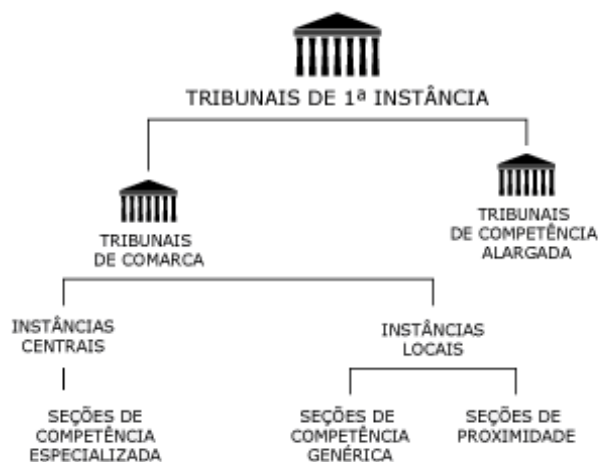 TRIBUNAIS DE 1ª INSTÂNCIA
TRIBUNAIS
DE COMARCA
TRIBUNAIS
DE COMPETÊNCIA
ALARGADA
INSTÂNCIAS
CENTRAIS
INSTÂNCIAS
LOCAIS
SEÇÕES DE
COMPETÊNCIA
ESPECIALIZADA
SEÇÕES DE
COMPETÊNCIA
GENÉRICA
SEÇÕES DE
PROXIMIDADE